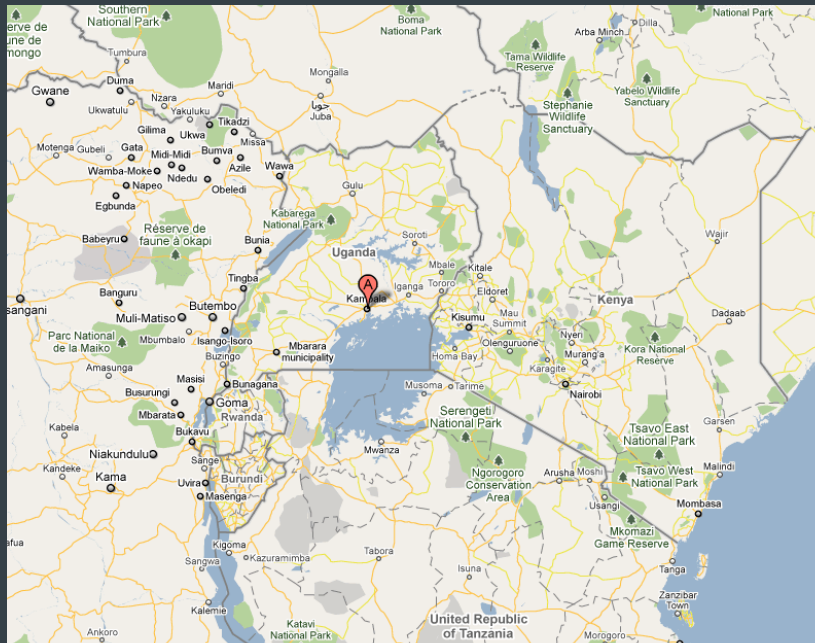 Southern
National Park
erve de
une de
mongo
Boma
National Park
National Park
Arba Minch
Dilla
Tumbura
Tama Wildlife
Reserve
Mongalla
Yabelo Wildlife
Sanctuary
Gwane
Duma
Nzara
Maridi
Ukwatulu
Yakuluku
جوبا
Juba
Stephanie
Wildlife
Sanctuary
Tikadzi
Gilima
Ukwa
Missa
Motenga
Gubeli
Gata
Midi-Midi
Bumva
Wawa
Wamba-Moke
Azile
Ndedu
Napeo
Obeledi
Egbunda
Gulu
Kabarega
National Park
Réserve de
faune à okapi
Babeyru
Bunia
Soroti
Wajir
Uganda
Mbale
Kitale
Tingba
A
Iganga
Tororo
Eldoret
Banguru
Kampala
Kenya
sangani
Butembo
Muli-Matiso
Kisumu
Mau
Summit
Dadaab
Parc National
de la Maiko
Mbumbalo
Isango-Isoro
Nyeri
Olenguruone
Kora National
Reserve
Mbarara
municipality
Buzingo
Homa Bay
Murang'a
Amasunga
Karagite
Masisi
Bunagana
Musoma
Tarime
Busurungi
Goma
Nairobi
Mbarata
Rwanda
Serengeti
National Park
Garsen
Kabela
Bukavu
Tsavo East
National Park
Niakundulu
Mwanza
Sange
Ngorogoro
Conservation
Area
Kandeke
Kama
Uvira
Burundi
Arusha
Moshi
Tsavo West
National Park
Malindi
Masenga
Usangi
Mombasa
Mkomazi
Game Reserve
afua
Kigoma
Kazuramimba
Tabora
Sangwa
Isuna
Tanga
Zanzibar
Town
Kalemie
Katavi
National Park
United Republic
of Tanzania
Ankoro
Morogoro